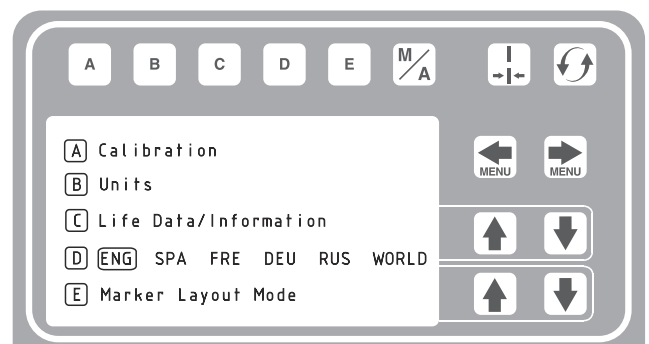 A B C D E M/A
MENU MENU
A Calibration
B Units
C Life Data/Information
D ENG SPA FRE DEU RUS WORLD
E Marker Layout Mode